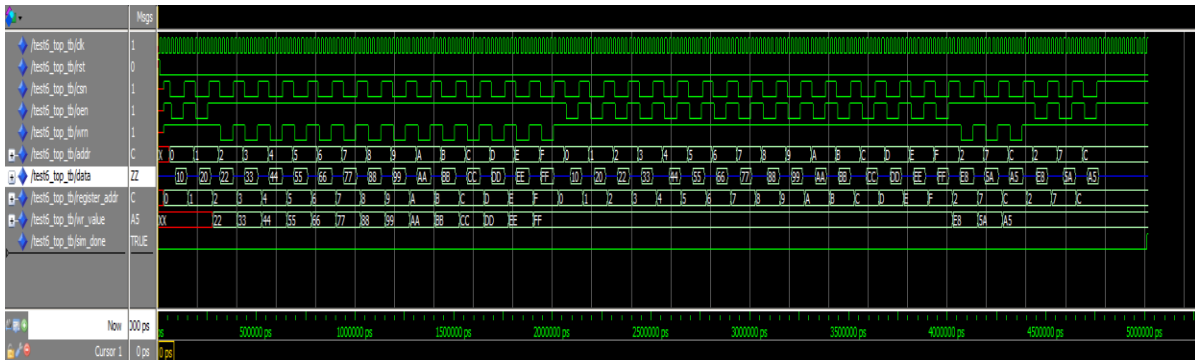 Msgs
/test6_top_tb/clk 1
/test6_top_tb/rst 0
/test6_top_tb/csn 1
/test6_top_tb/oen 1
/test6_top_tb/wrn 1
/test6_top_tb/addr C X 0 1 2 3 4 5 6 7 8 9 A B C D E F 0 1 2 3 4 5 6 7 8 9 A B C D E F 2 7 C 2 7 C
/test6_top_tb/data ZZ 10 20 22 33 44 55 66 77 88 99 AA BB CC DD EE FF 10 20 22 33 44 55 66 77 88 99 AA BB CC DD EE FF E8 5A A5 E8 5A A5
/test6_top_tb/register_addr C 0 1 2 3 4 5 6 7 8 9 A B C D E F 0 1 2 3 4 5 6 7 8 9 A B C D E F 2 7 C 2 7 C
/test6_top_tb/wr_value A5 XX 22 33 44 55 66 77 88 99 AA BB CC DD EE FF E8 5A A5
/test6_top_tb/sim_done TRUE
Now 000 ps ps 500000 ps 1000000 ps 1500000 ps 2000000 ps 2500000 ps 3000000 ps 3500000 ps 4000000 ps 4500000 ps 5000000 ps
Cursor 1 0 ps 0 ps